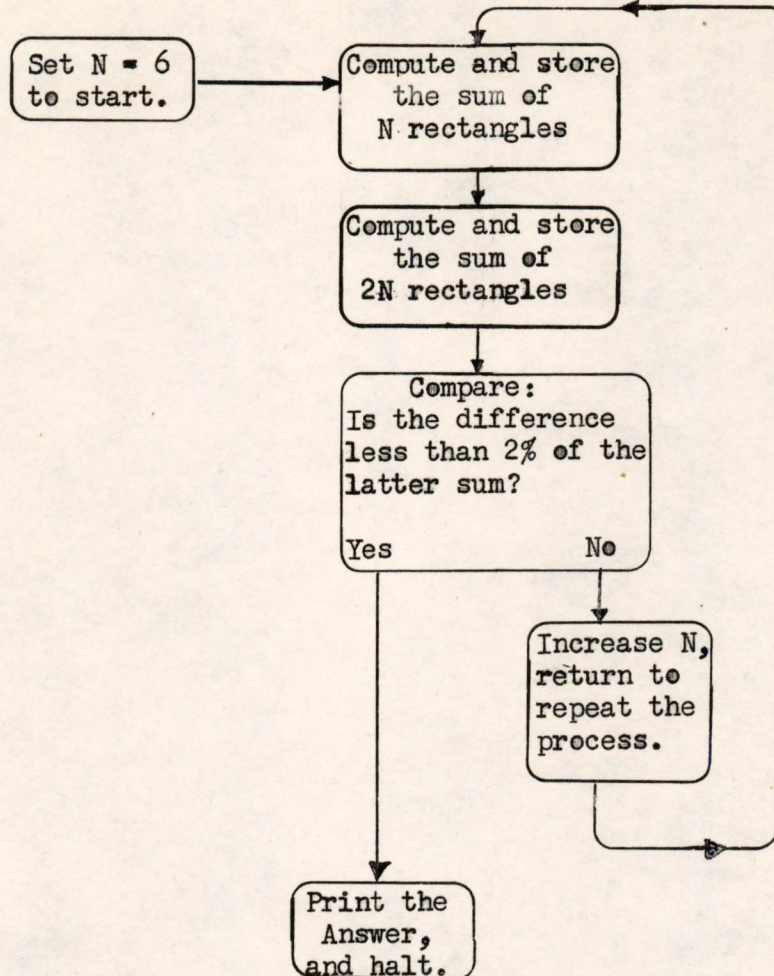 Set N = 6
to start.
Compute and store
the sum of
N rectangles
Compute and store
the sum of
2N rectangles
Compare:
Is the difference
less than 2% of the
latter sum?
Yes No
Increase N,
return to
repeat the
process.
Print the
Answer,
and halt.